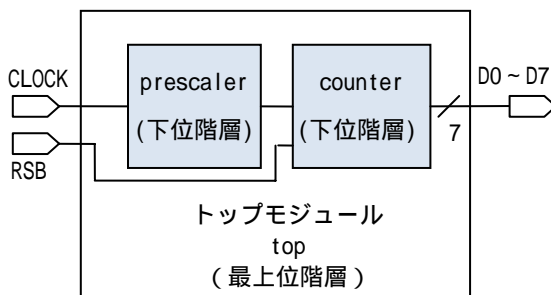 CLOCK
RSB
prescaler
(下位階層)
counter
(下位階層)
7
D0 ~ D7
トップモジュール
top
(最上位階層)